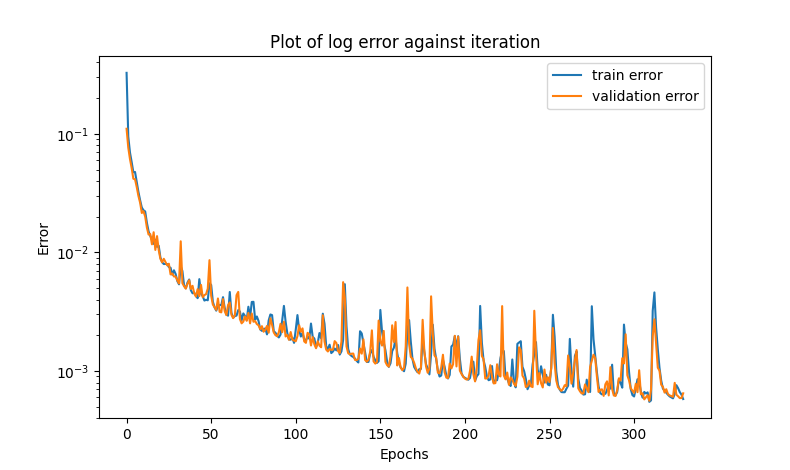 Plot of log error against iteration
train error
validation error
Error
10⁻¹
10⁻²
10⁻³
0 50 100 150 200 250 300
Epochs